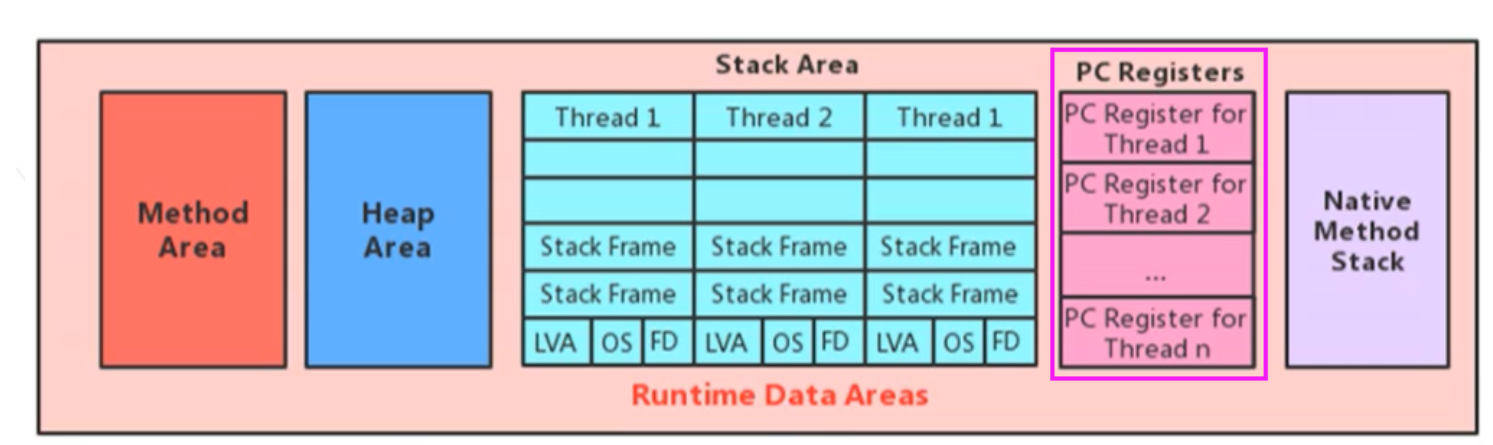 Stack Area
PC Registers
Method
Area
Heap
Area
Thread 1
Thread 2
Thread 1
Stack Frame
Stack Frame
Stack Frame
Stack Frame
Stack Frame
Stack Frame
LVA
OS
FD
LVA
OS
FD
LVA
OS
FD
PC Register for
Thread 1
PC Register for
Thread 2
...
PC Register for
Thread n
Native
Method
Stack
Runtime Data Areas